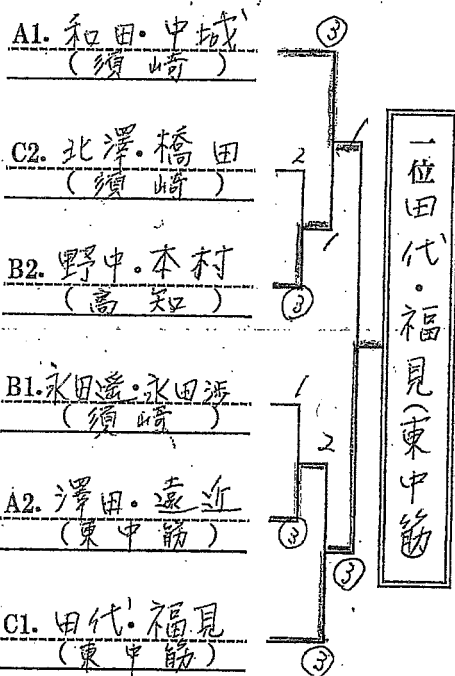 A1. 和田・中城
(須崎)
③
C2. 北澤・橋田
(須崎)
2
1
1
B2. 野中・本村
(高知)
③
B1. 永田遥・永田渉
(須崎)
1
2
A2. 澤田・遠近
(東中筋)
③
③
C1. 田代・福見
(東中筋)
③
一位田代・福見(東中筋